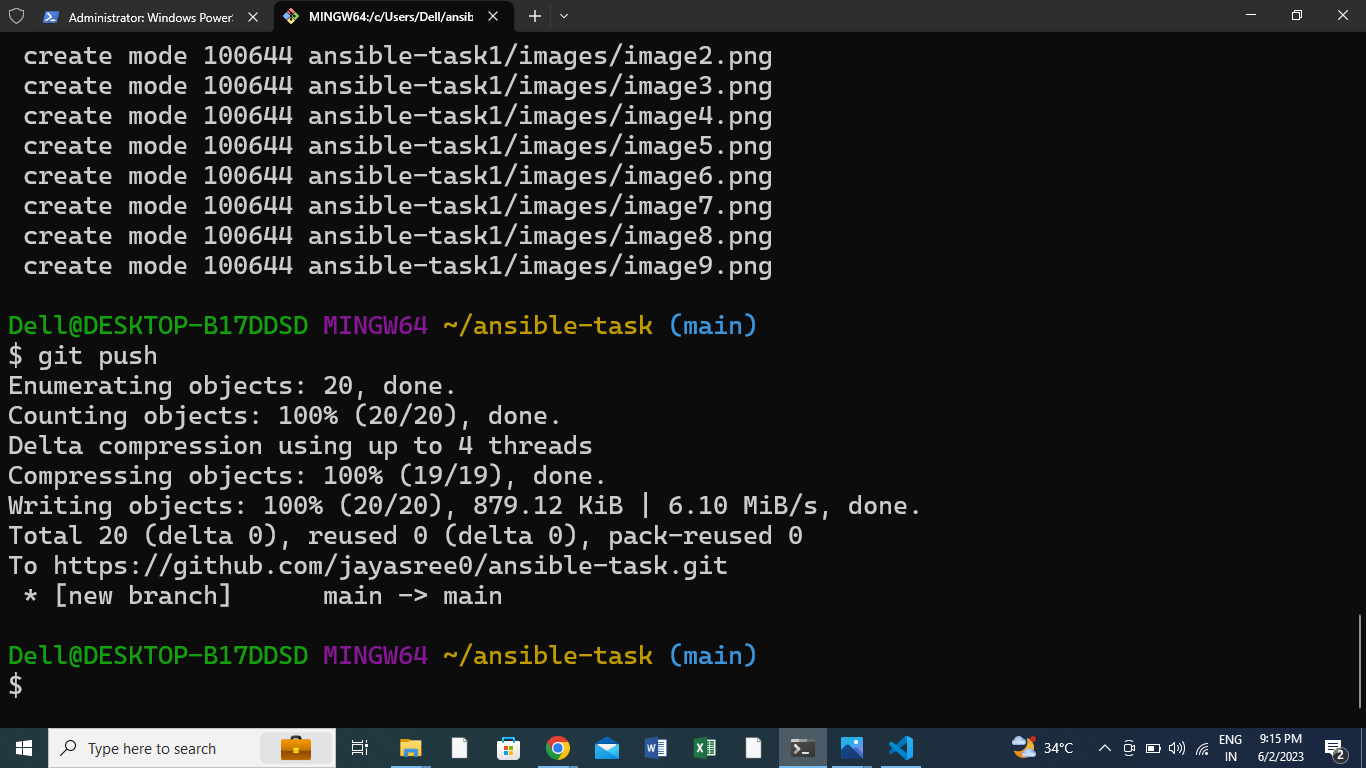 Administrator: Windows Power
MINGW64:/c/Users/Dell/ansib
create mode 100644 ansible-task1/images/image2.png
create mode 100644 ansible-task1/images/image3.png
create mode 100644 ansible-task1/images/image4.png
create mode 100644 ansible-task1/images/image5.png
create mode 100644 ansible-task1/images/image6.png
create mode 100644 ansible-task1/images/image7.png
create mode 100644 ansible-task1/images/image8.png
create mode 100644 ansible-task1/images/image9.png
Dell@DESKTOP-B17DDSD MINGW64 ~/ansible-task (main)
$ git push
Enumerating objects: 20, done.
Counting objects: 100% (20/20), done.
Delta compression using up to 4 threads
Compressing objects: 100% (19/19), done.
Writing objects: 100% (20/20), 879.12 KiB | 6.10 MiB/s, done.
Total 20 (delta 0), reused 0 (delta 0), pack-reused 0
To https://github.com/jayasree0/ansible-task.git
* [new branch]      main -> main
Dell@DESKTOP-B17DDSD MINGW64 ~/ansible-task (main)
$
Type here to search
34°C
ENG
IN
9:15 PM
6/2/2023
2